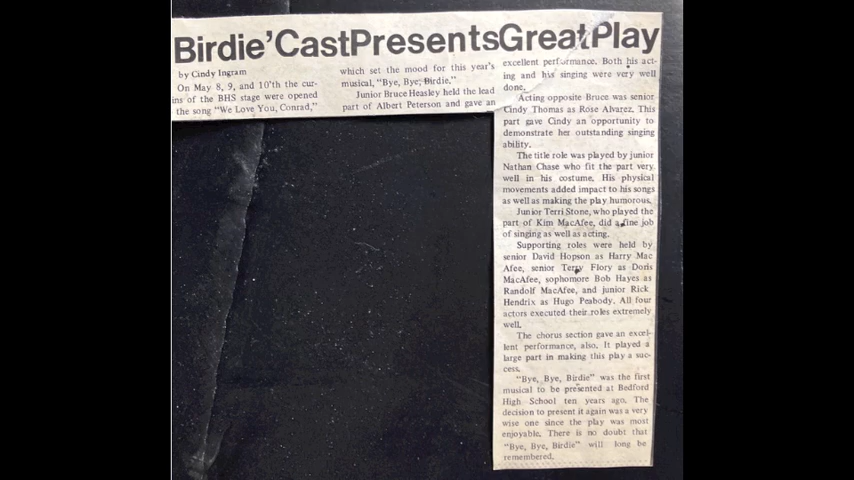 Birdie' Cast Presents Great Play
by Cindy Ingram
On May 8, 9, and 10'th the cur-
ins of the BHS stage were opened
the song "We Love You, Conrad,"
which set the mood for this year's
musical, "Bye, Bye, Birdie."
Junior Bruce Heasley held the lead
part of Albert Peterson and gave an
excellent performance. Both his act-
ing and his singing were very well
done.
Acting opposite Bruce was senior
Cindy Thomas as Rose Alvarez. This
part gave Cindy an opportunity to
demonstrate her outstanding singing
ability.
The title role was played by junior
Nathan Chase who fit the part very
well in his costume. His physical
movements added impact to his songs
as well as making the play humorous.
Junior Terri Stone, who played the
part of Kim MacAfee, did a fine job
of singing as well as acting.
Supporting roles were held by
senior David Hopson as Harry Mac
Afee, senior Terry Flory as Doris
MacAfee, sophomore Bob Hayes as
Randolf MacAfee, and junior Rick
Hendrix as Hugo Peabody. All four
actors executed their roles extremely
well.
The chorus section gave an excel-
lent performance, also. It played a
large part in making this play a suc-
cess.
"Bye, Bye, Birdie" was the first
musical to be presented at Bedford
High School ten years ago. The
decision to present it again was a very
wise one since the play was most
enjoyable. There is no doubt that
"Bye, Bye, Birdie" will long be
remembered.